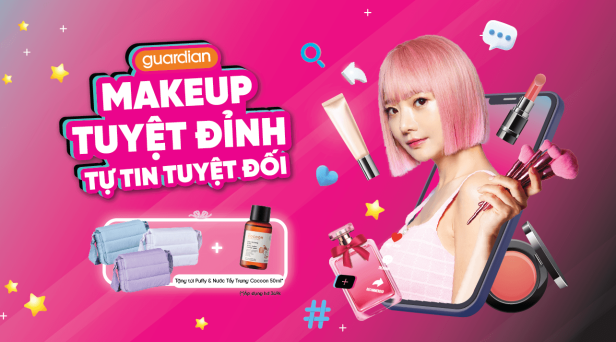 guardian
MAKEUP
TUYỆT ĐỈNH
TỰ TIN TUYỆT ĐỐI
+
Tặng túi Puffy & Nước Tẩy Trang Cocoon 50ml*
#